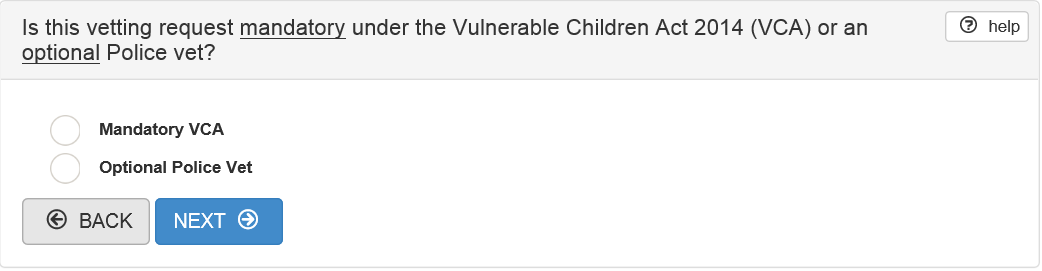 Is this vetting request mandatory under the Vulnerable Children Act 2014 (VCA) or an
optional Police vet?
help
Mandatory VCA
Optional Police Vet
BACK
NEXT